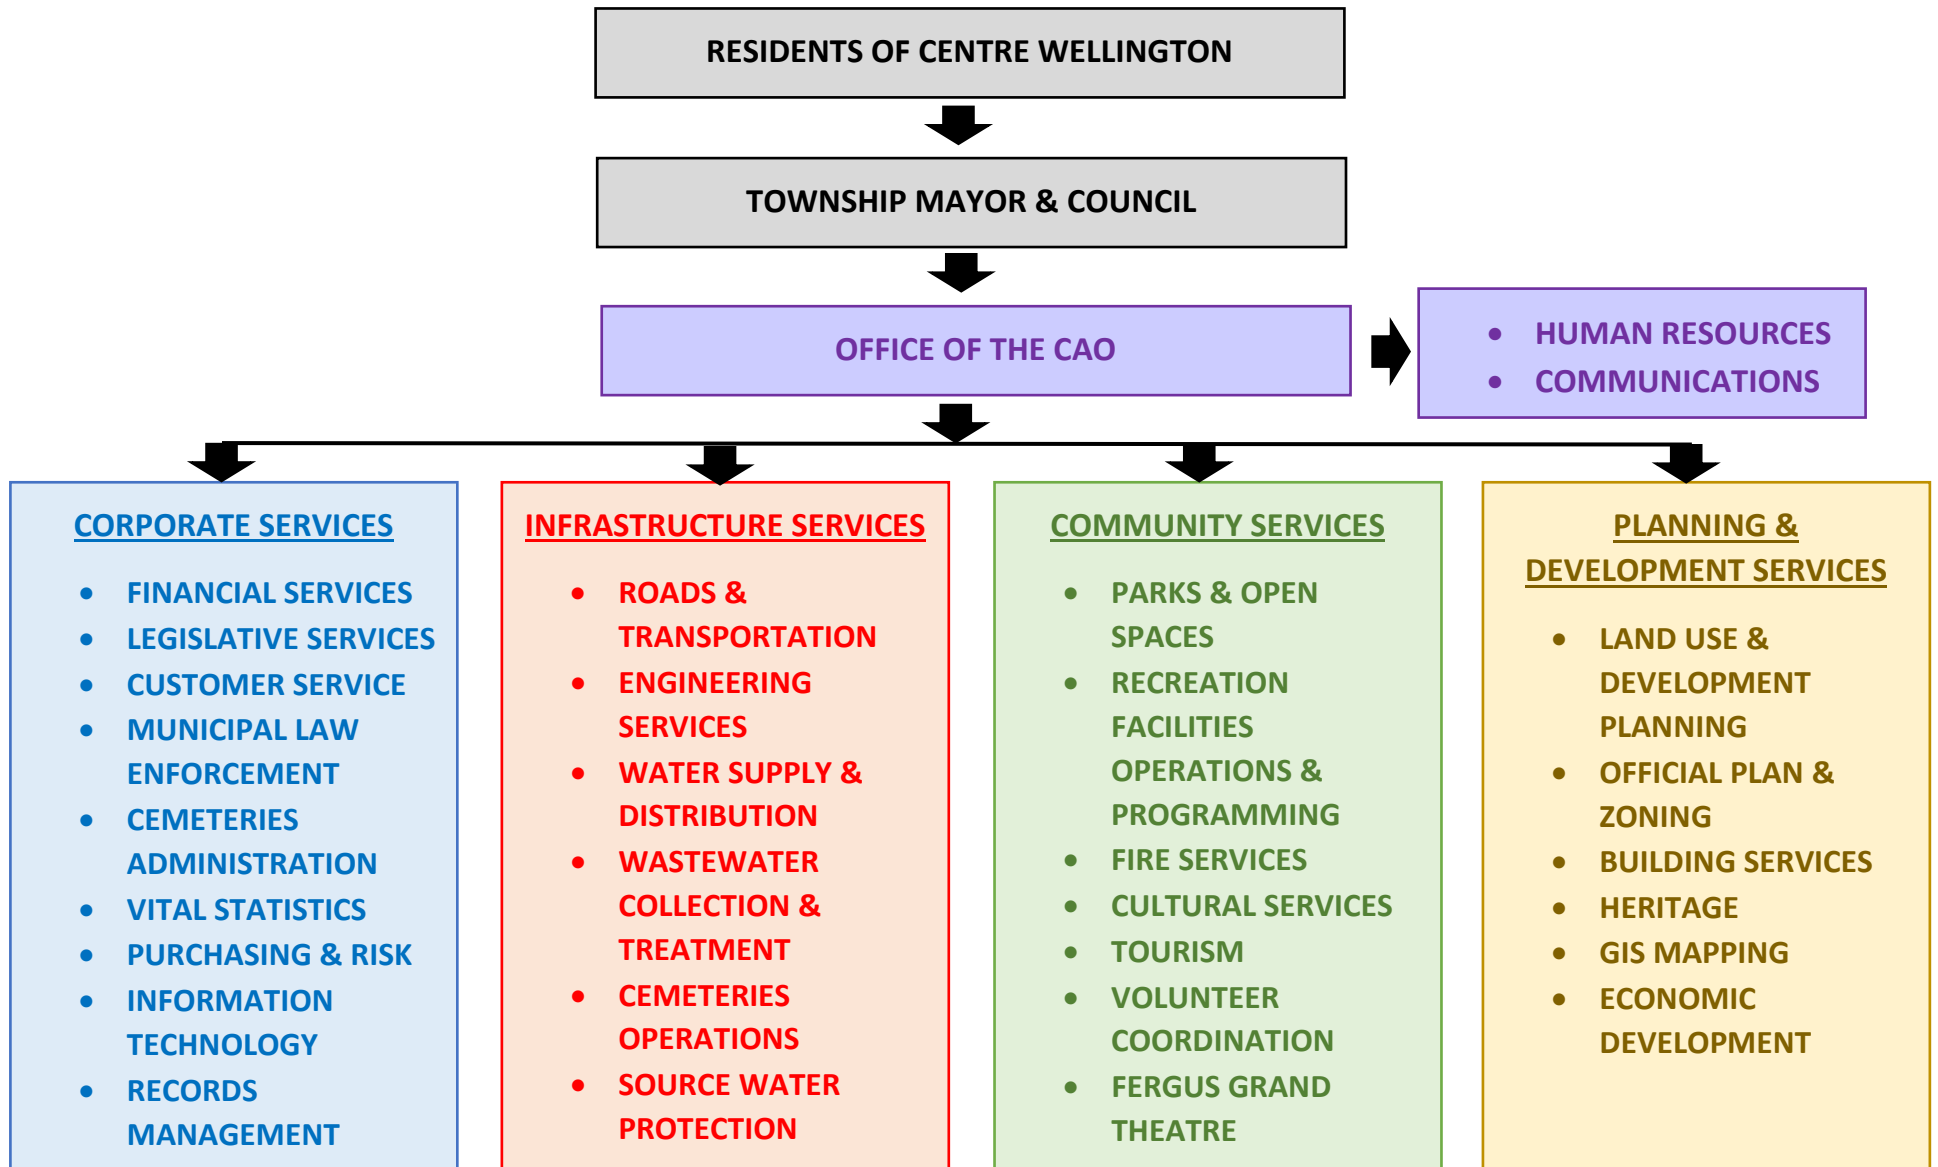 RESIDENTS OF CENTRE WELLINGTON
TOWNSHIP MAYOR & COUNCIL
OFFICE OF THE CAO
• HUMAN RESOURCES
• COMMUNICATIONS
CORPORATE SERVICES
• FINANCIAL SERVICES
• LEGISLATIVE SERVICES
• CUSTOMER SERVICE
• MUNICIPAL LAW
ENFORCEMENT
• CEMETERIES
ADMINISTRATION
• VITAL STATISTICS
• PURCHASING & RISK
• INFORMATION
TECHNOLOGY
• RECORDS
MANAGEMENT
INFRASTRUCTURE SERVICES
• ROADS &
TRANSPORTATION
• ENGINEERING
SERVICES
• WATER SUPPLY &
DISTRIBUTION
• WASTEWATER
COLLECTION &
TREATMENT
• CEMETERIES
OPERATIONS
• SOURCE WATER
PROTECTION
COMMUNITY SERVICES
• PARKS & OPEN
SPACES
• RECREATION
FACILITIES
OPERATIONS &
PROGRAMMING
• FIRE SERVICES
• CULTURAL SERVICES
• TOURISM
• VOLUNTEER
COORDINATION
• FERGUS GRAND
THEATRE
PLANNING &
DEVELOPMENT SERVICES
• LAND USE &
DEVELOPMENT
PLANNING
• OFFICIAL PLAN &
ZONING
• BUILDING SERVICES
• HERITAGE
• GIS MAPPING
• ECONOMIC
DEVELOPMENT